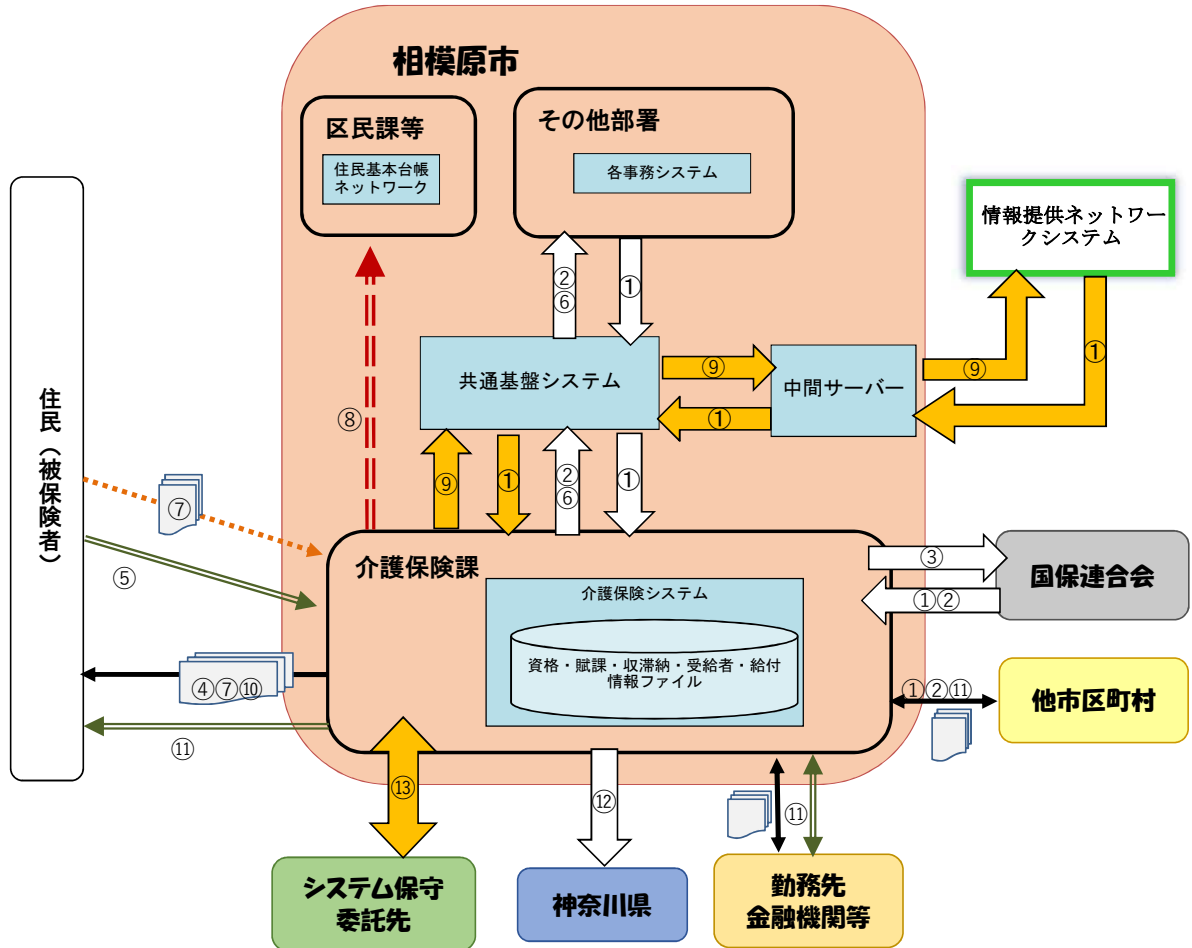 相模原市
区民課等
住民基本台帳
ネットワーク
その他部署
各事務システム
情報提供ネットワー
クシステム
②
⑥
①
共通基盤システム
⑨
①
中間サーバー
⑨
①
⑧
住民（被保険者）
⑨
①
②
⑥
①
⑦
⑤
介護保険課
介護保険システム
資格・賦課・収滞納・受給者・給付
情報ファイル
③
①②
国保連合会
④⑦⑩
⑪
①②⑪
他市区町村
⑬
⑫
⑪
システム保守
委託先
神奈川県
勤務先
金融機関等